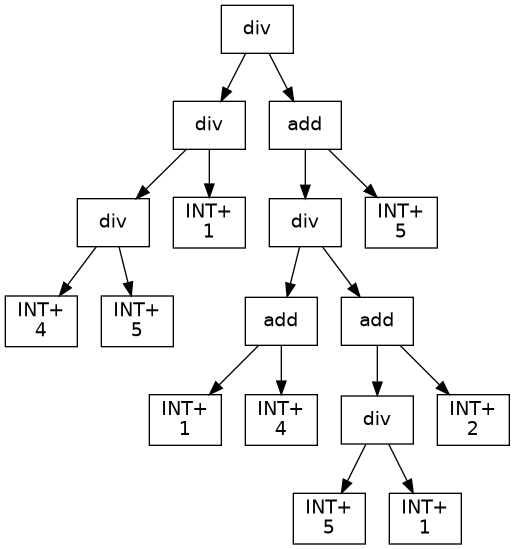 div
div
add
div
INT+
1
div
INT+
5
INT+
4
INT+
5
add
add
INT+
1
INT+
4
div
INT+
2
INT+
5
INT+
1